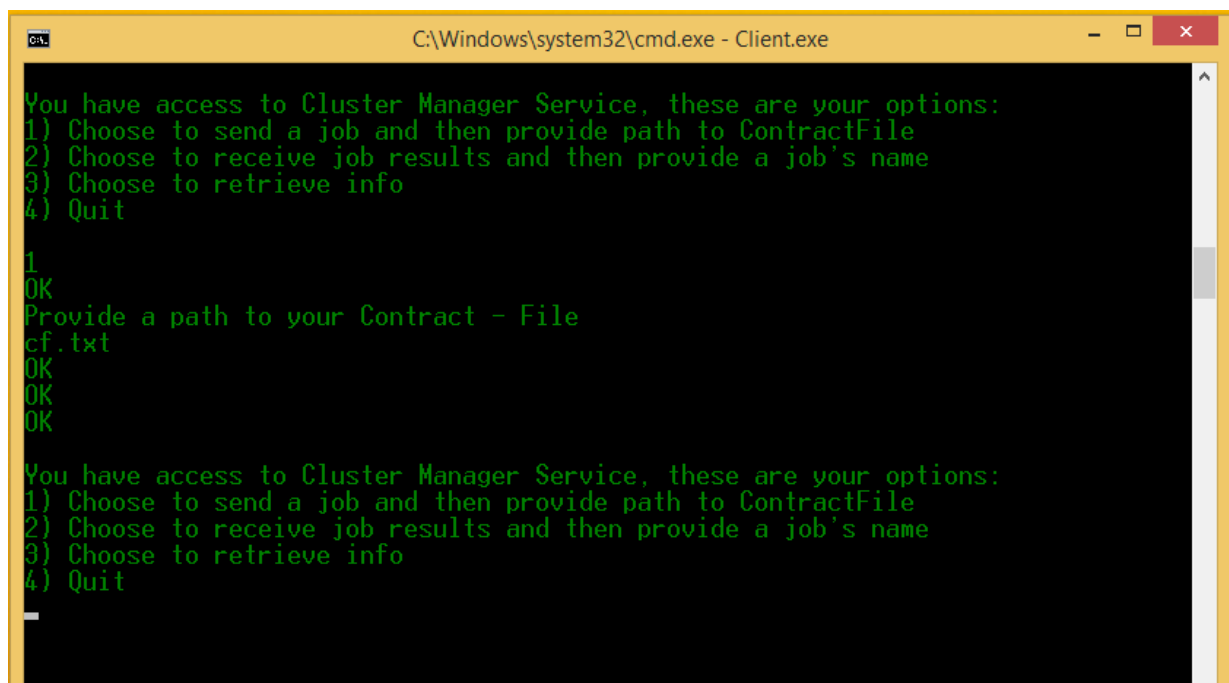 C:\Windows\system32\cmd.exe - Client.exe
You have access to Cluster Manager Service, these are your options:
1) Choose to send a job and then provide path to ContractFile
2) Choose to receive job results and then provide a job's name
3) Choose to retrieve info
4) Quit
1
OK
Provide a path to your Contract - File
cf.txt
OK
OK
OK
You have access to Cluster Manager Service, these are your options:
1) Choose to send a job and then provide path to ContractFile
2) Choose to receive job results and then provide a job's name
3) Choose to retrieve info
4) Quit